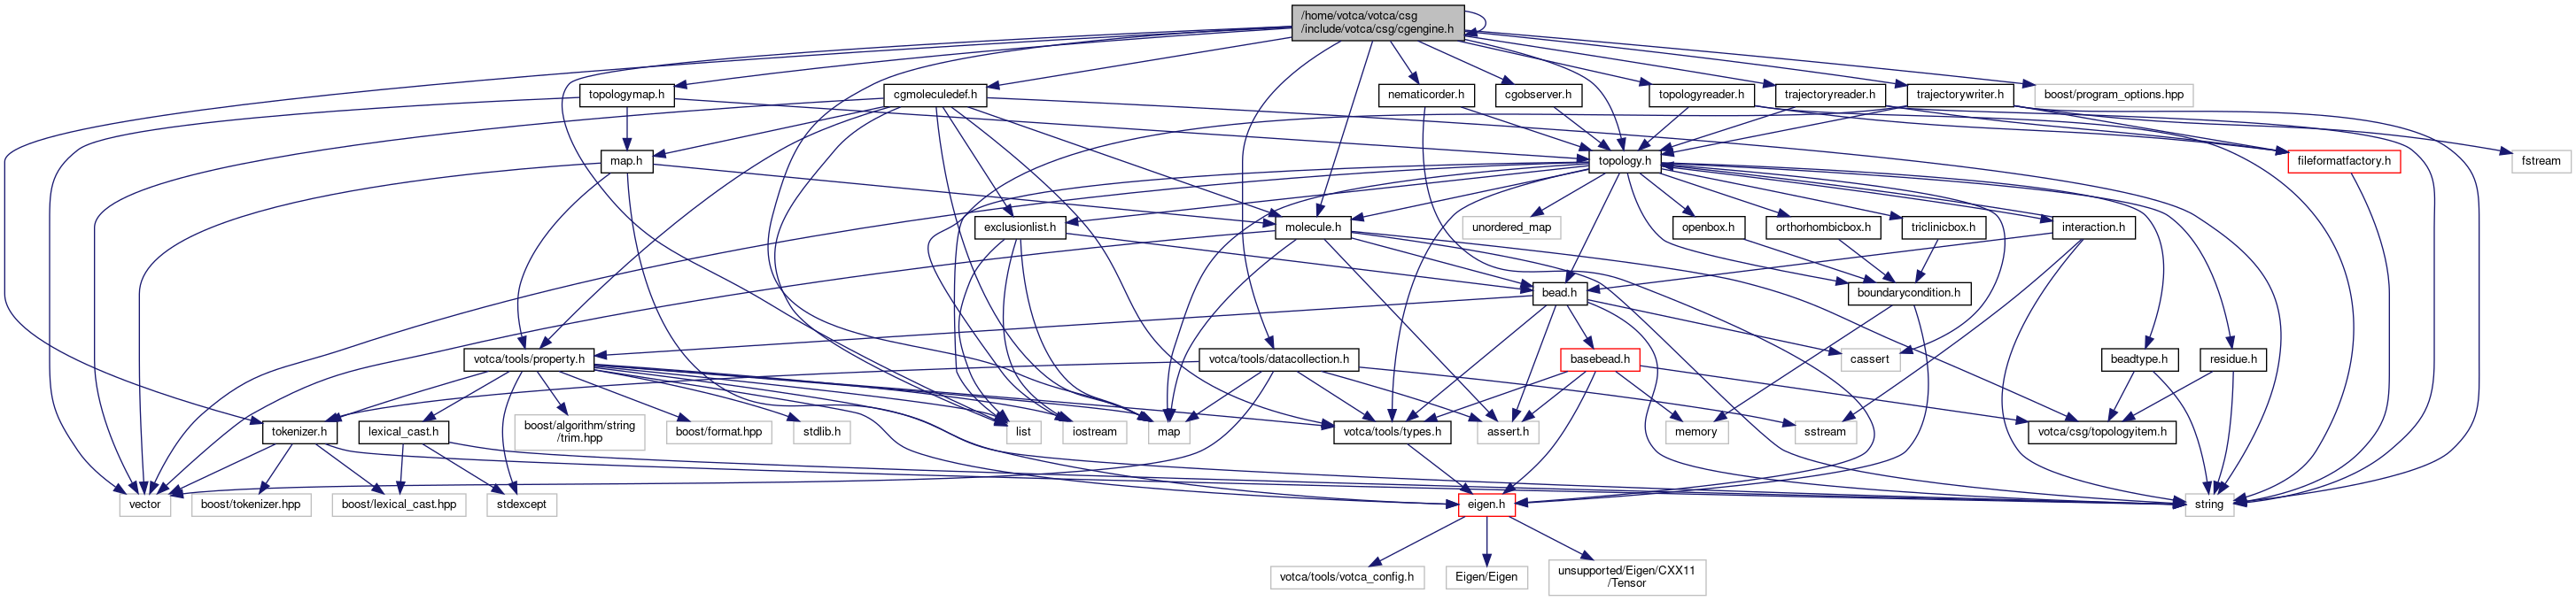 /home/votca/votca/csg
/include/votca/csg/cgengine.h
topologymap.h
cgmoleculedef.h
nematicorder.h
cgobserver.h
topologyreader.h
trajectoryreader.h
trajectorywriter.h
boost/program_options.hpp
map.h
topology.h
fileformatfactory.h
fstream
exclusionlist.h
molecule.h
unordered_map
openbox.h
orthorhombicbox.h
triclinicbox.h
interaction.h
bead.h
boundarycondition.h
votca/tools/property.h
votca/tools/datacollection.h
basebead.h
cassert
beadtype.h
residue.h
tokenizer.h
lexical_cast.h
boost/algorithm/string
/trim.hpp
boost/format.hpp
stdlib.h
list
iostream
map
votca/tools/types.h
assert.h
memory
sstream
votca/csg/topologyitem.h
vector
boost/tokenizer.hpp
boost/lexical_cast.hpp
stdexcept
eigen.h
string
votca/tools/votca_config.h
Eigen/Eigen
unsupported/Eigen/CXX11
/Tensor